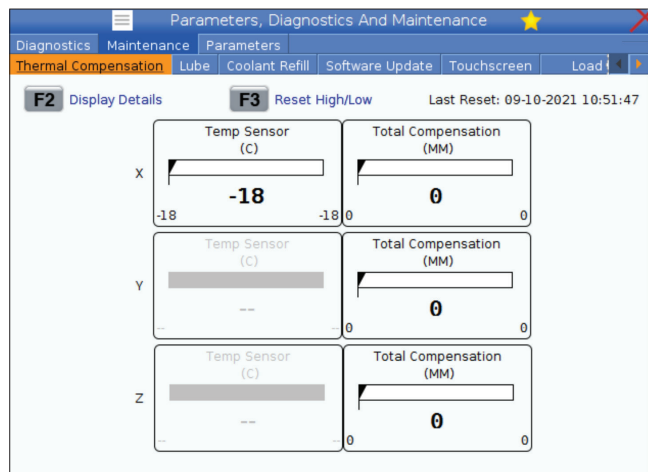 Parameters, Diagnostics And Maintenance
Diagnostics Maintenance Parameters
Thermal Compensation Lube Coolant Refill Software Update Touchscreen Load
F2 Display Details F3 Reset High/Low Last Reset: 09-10-2021 10:51:47
Temp Sensor Total Compensation
(C) (MM)
X
-18 0
-18 -18 0 0
Temp Sensor Total Compensation
(C) (MM)
Y
-- 0
-- -- 0 0
Temp Sensor Total Compensation
(C) (MM)
Z
-- 0
-- -- 0 0